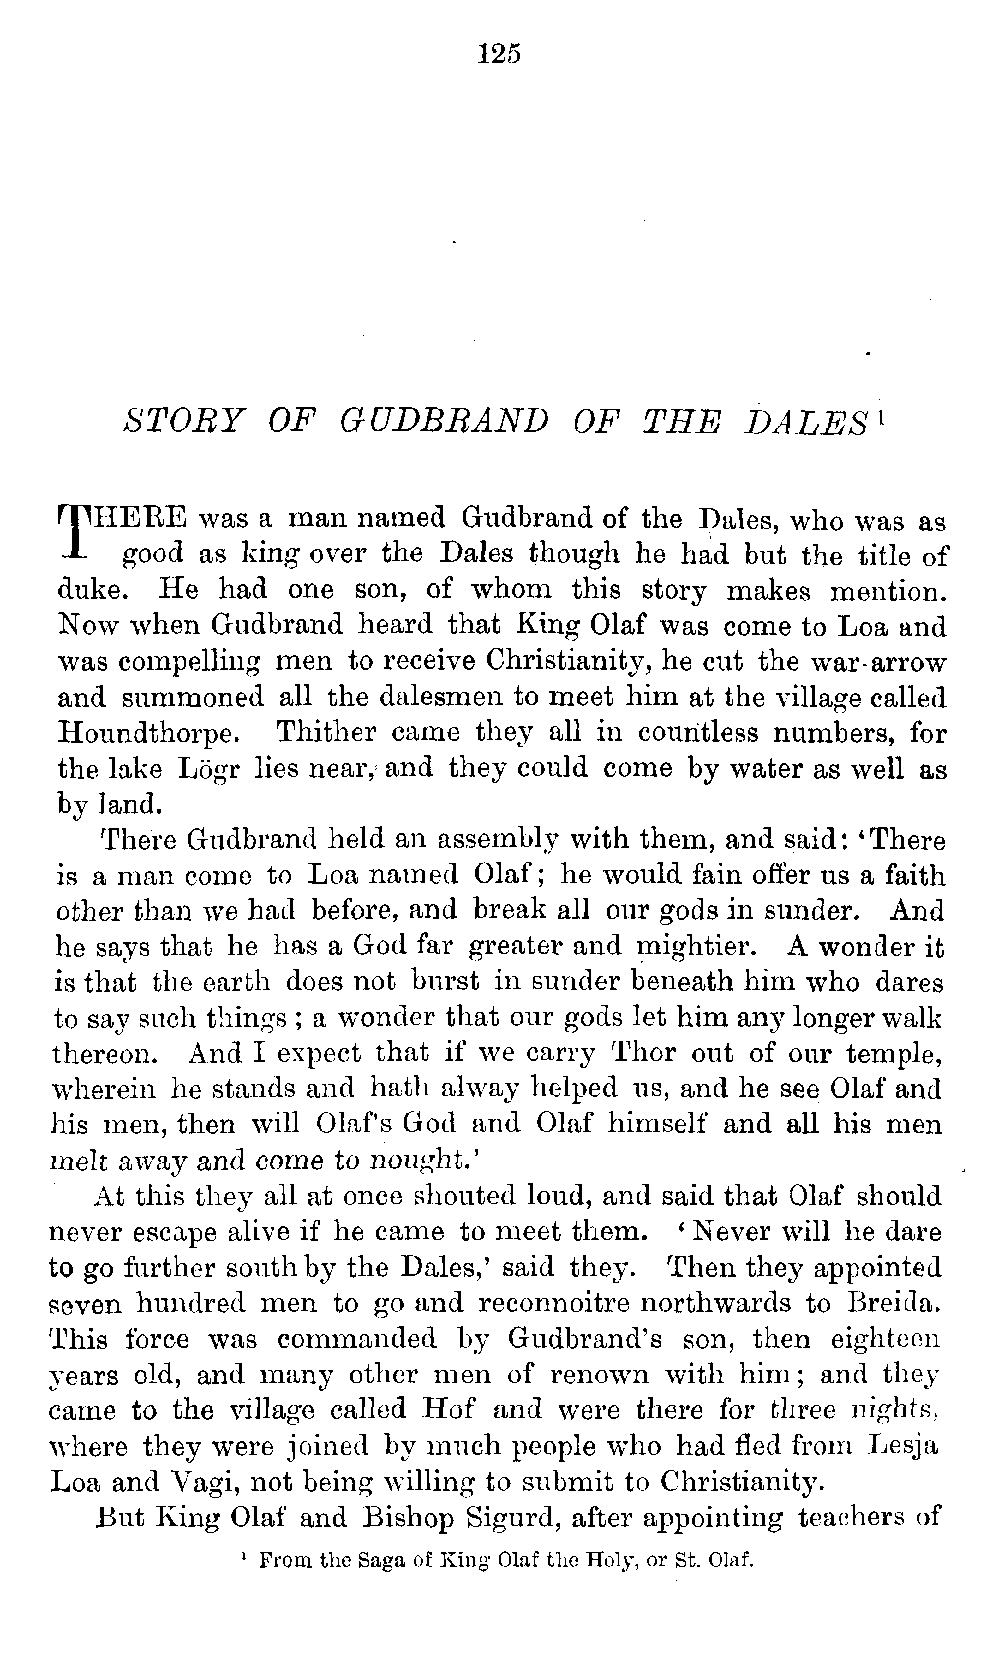 125
STORY OF GUDBRAND OF THE DALES ¹
THERE was a man named Gudbrand of the Dales, who was as
good as king over the Dales though he had but the title of
duke. He had one son, of whom this story makes mention.
Now when Gudbrand heard that King Olaf was come to Loa and
was compelling men to receive Christianity, he cut the war-arrow
and summoned all the dalesmen to meet him at the village called
Houndthorpe. Thither came they all in countless numbers, for
the lake Lögr lies near, and they could come by water as well as
by land.
There Gudbrand held an assembly with them, and said: ‘There
is a man come to Loa named Olaf; he would fain offer us a faith
other than we had before, and break all our gods in sunder. And
he says that he has a God far greater and mightier. A wonder it
is that the earth does not burst in sunder beneath him who dares
to say such things; a wonder that our gods let him any longer walk
thereon. And I expect that if we carry Thor out of our temple,
wherein he stands and hath alway helped us, and he see Olaf and
his men, then will Olaf's God and Olaf himself and all his men
melt away and come to nought.’
At this they all at once shouted loud, and said that Olaf should
never escape alive if he came to meet them. ‘Never will he dare
to go further south by the Dales,’ said they. Then they appointed
seven hundred men to go and reconnoitre northwards to Breida.
This force was commanded by Gudbrand's son, then eighteen
years old, and many other men of renown with him; and they
came to the village called Hof and were there for three nights,
where they were joined by much people who had fled from Lesja
Loa and Vagi, not being willing to submit to Christianity.
But King Olaf and Bishop Sigurd, after appointing teachers of
¹ From the Saga of King Olaf the Holy, or St. Olaf.